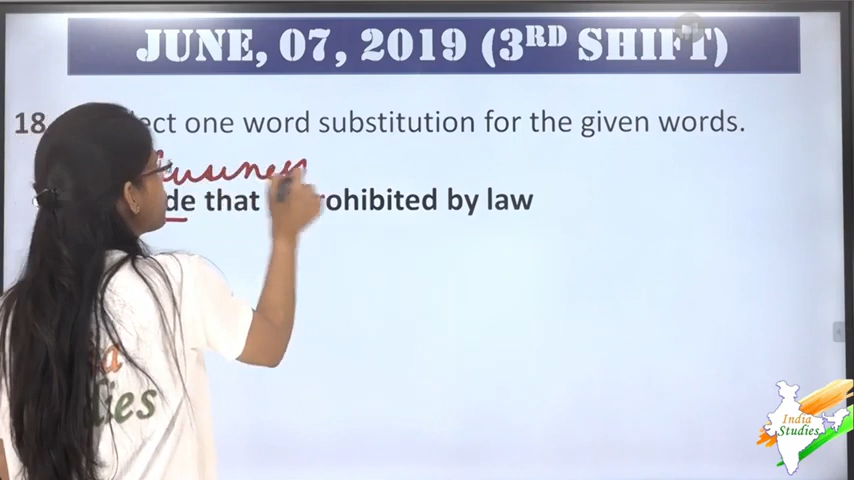 JUNE, 07, 2019 (3RD SHIFT)
18 ect one word substitution for the given words.
business
de that rohibited by law
India
Studies